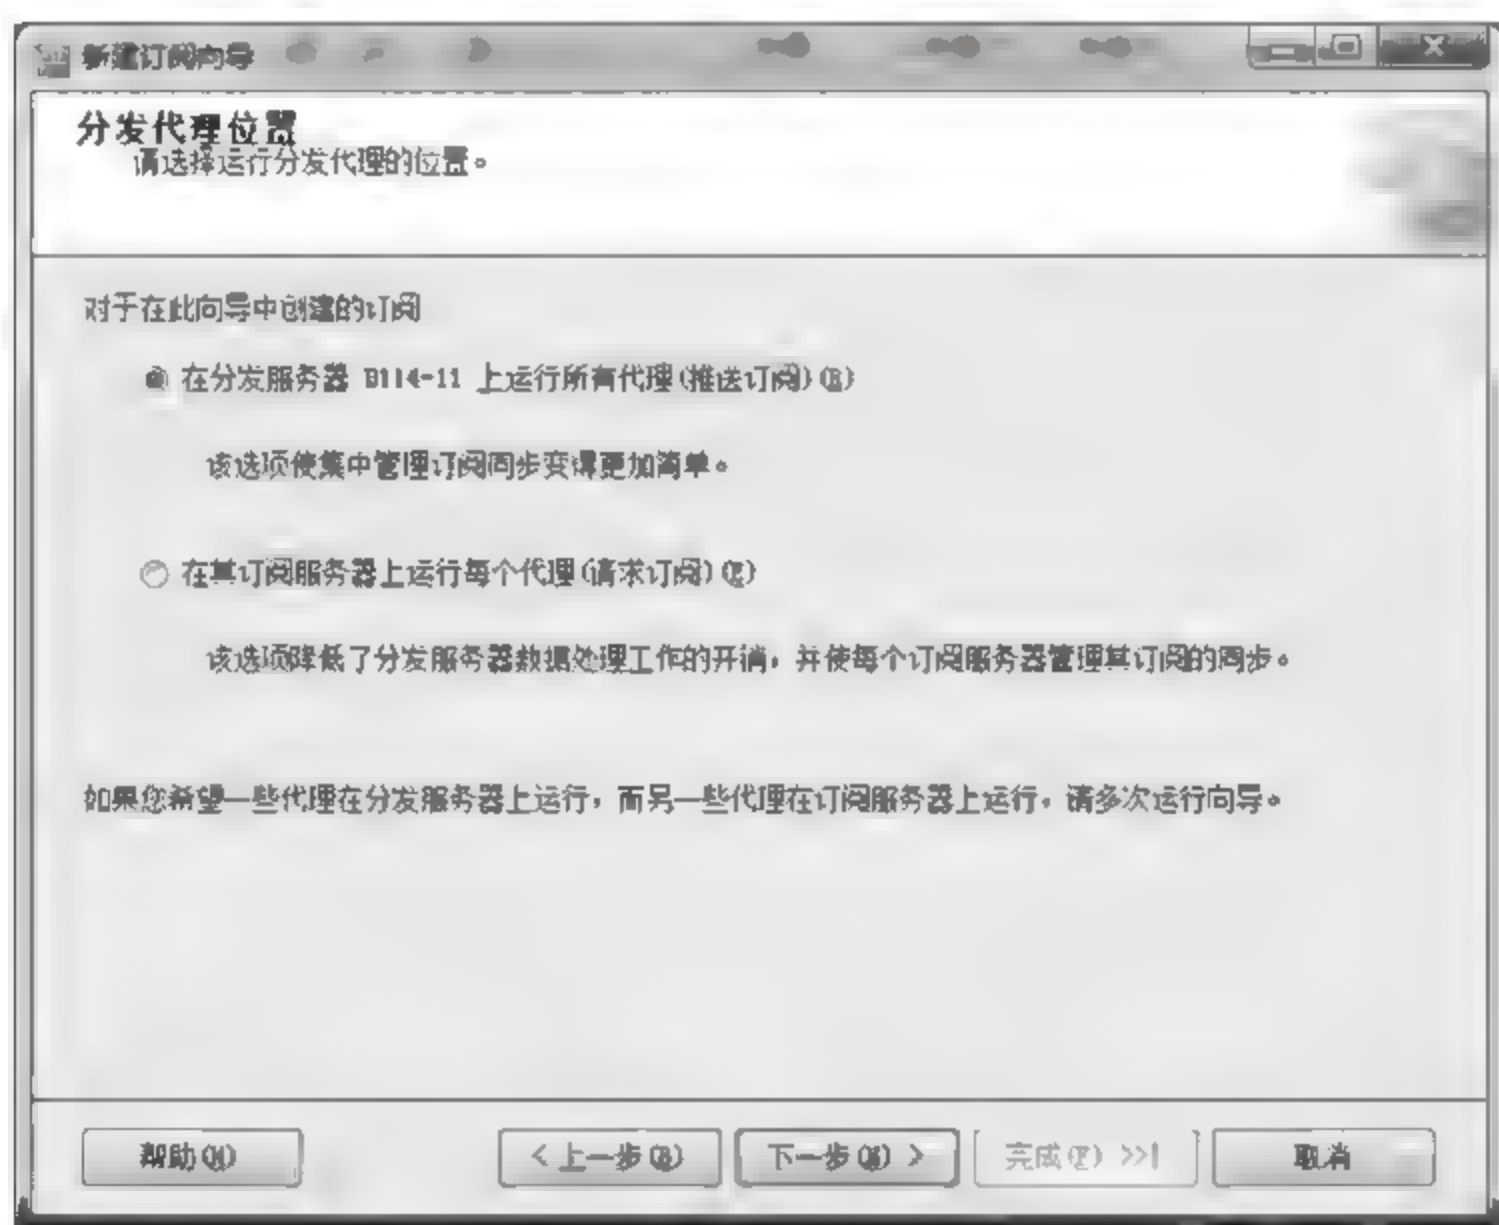 新建订阅向导
分发代理位置
请选择运行分发代理的位置。
对于在此向导中创建的订阅
在分发服务器 B114-11 上运行所有代理(推送订阅)(R)
该选项使集中管理订阅同步变得更加简单。
在其订阅服务器上运行每个代理(请求订阅)(E)
该选项降低了分发服务器数据处理工作的开销，并使每个订阅服务器管理其订阅的同步。
如果您希望一些代理在分发服务器上运行，而另一些代理在订阅服务器上运行，请多次运行向导。
帮助(H) < 上一步(B) 下一步(N) > 完成(F) >>| 取消